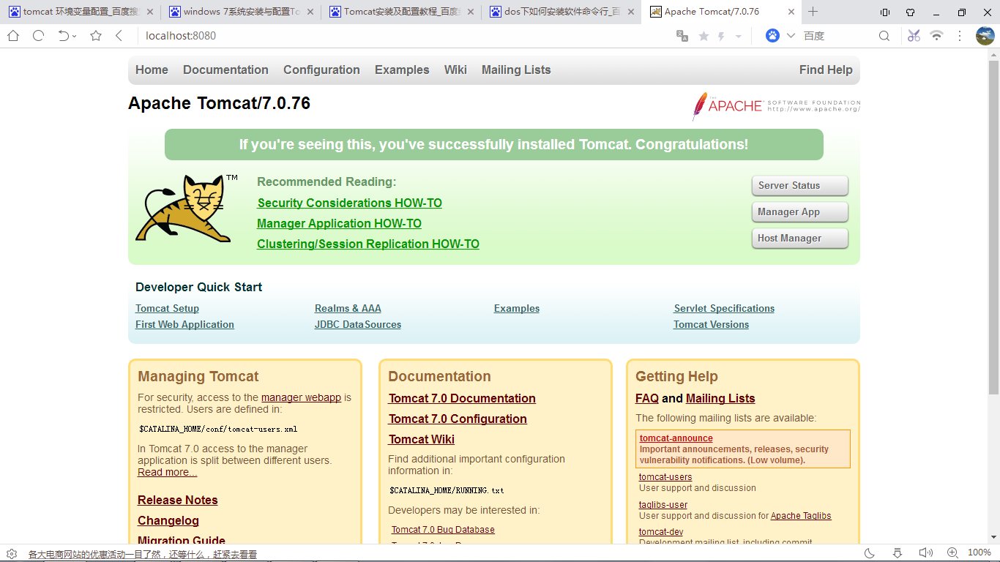 tomcat 环境变量配置_百度搜
windows 7系统安装与配置To
Tomcat安装及配置教程_百度
dos下如何安装软件命令行_百
Apache Tomcat/7.0.76
localhost:8080
百度
Home Documentation Configuration Examples Wiki Mailing Lists Find Help
Apache Tomcat/7.0.76
THE
APACHE™ SOFTWARE FOUNDATION
http://www.apache.org/
If you're seeing this, you've successfully installed Tomcat. Congratulations!
TM
Recommended Reading:
Security Considerations HOW-TO
Manager Application HOW-TO
Clustering/Session Replication HOW-TO
Server Status
Manager App
Host Manager
Developer Quick Start
Tomcat Setup
First Web Application
Realms & AAA
JDBC DataSources
Examples
Servlet Specifications
Tomcat Versions
Managing Tomcat
For security, access to the manager webapp is
restricted. Users are defined in:
$CATALINA_HOME/conf/tomcat-users.xml
In Tomcat 7.0 access to the manager
application is split between different users.
Read more...
Release Notes
Changelog
Migration Guide
Documentation
Tomcat 7.0 Documentation
Tomcat 7.0 Configuration
Tomcat Wiki
Find additional important configuration
information in:
$CATALINA_HOME/RUNNING.txt
Developers may be interested in:
Tomcat 7.0 Bug Database
Getting Help
FAQ and Mailing Lists
The following mailing lists are available:
tomcat-announce
Important announcements, releases, security
vulnerability notifications. (Low volume).
tomcat-users
User support and discussion
taglibs-user
User support and discussion for Apache Taglibs
tomcat-dev
Development mailing list, including commit
各大电商网站的优惠活动一目了然，还等什么，赶紧去看看
100%